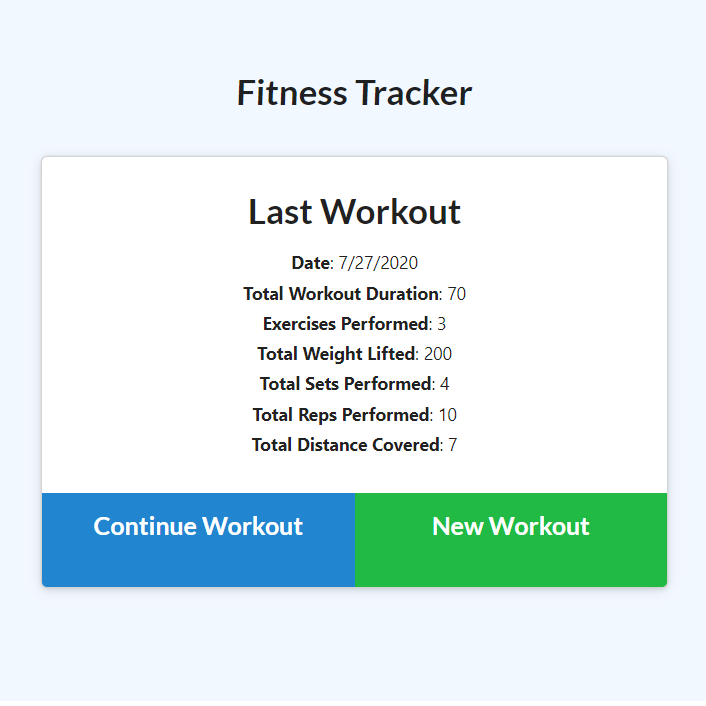 Fitness Tracker
Last Workout
Date: 7/27/2020
Total Workout Duration: 70
Exercises Performed: 3
Total Weight Lifted: 200
Total Sets Performed: 4
Total Reps Performed: 10
Total Distance Covered: 7
Continue Workout
New Workout